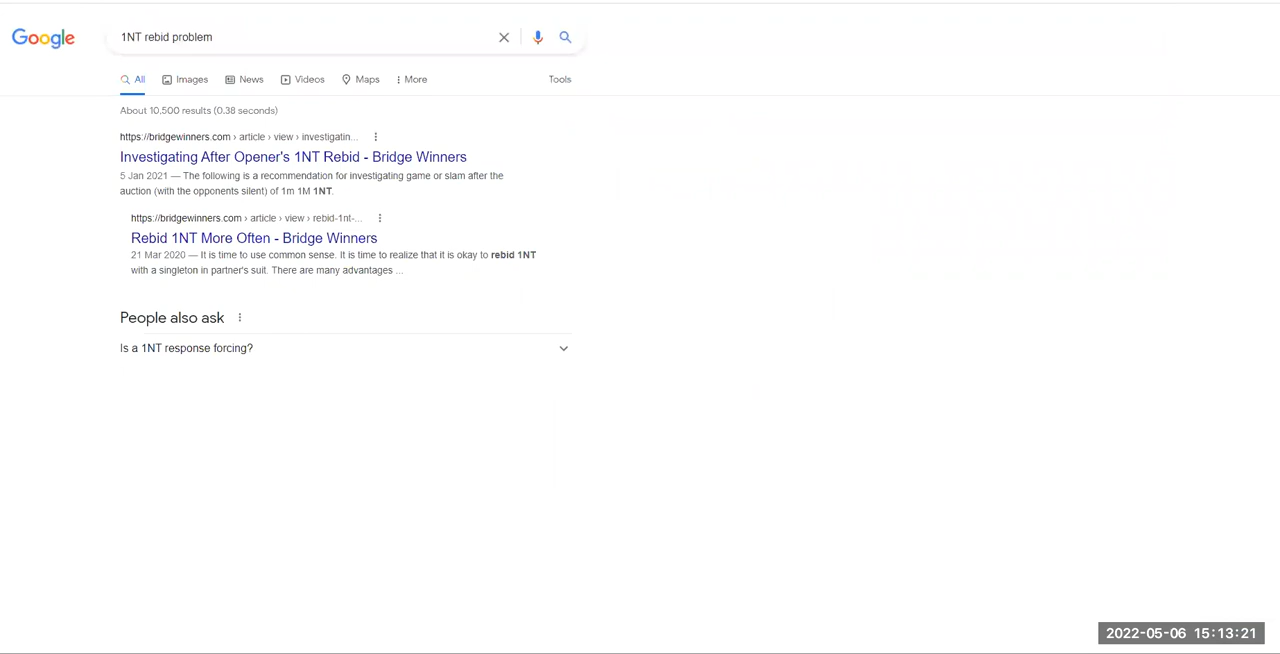 Google
1NT rebid problem
All Images News Videos Maps More Tools
About 10,500 results (0.38 seconds)
https://bridgewinners.com › article › view › investigatin...
Investigating After Opener's 1NT Rebid - Bridge Winners
5 Jan 2021 — The following is a recommendation for investigating game or slam after the
auction (with the opponents silent) of 1m 1M 1NT.
https://bridgewinners.com › article › view › rebid-1nt-...
Rebid 1NT More Often - Bridge Winners
21 Mar 2020 — It is time to use common sense. It is time to realize that it is okay to rebid 1NT
with a singleton in partner's suit. There are many advantages ...
People also ask
Is a 1NT response forcing?
2022-05-06 15:13:21